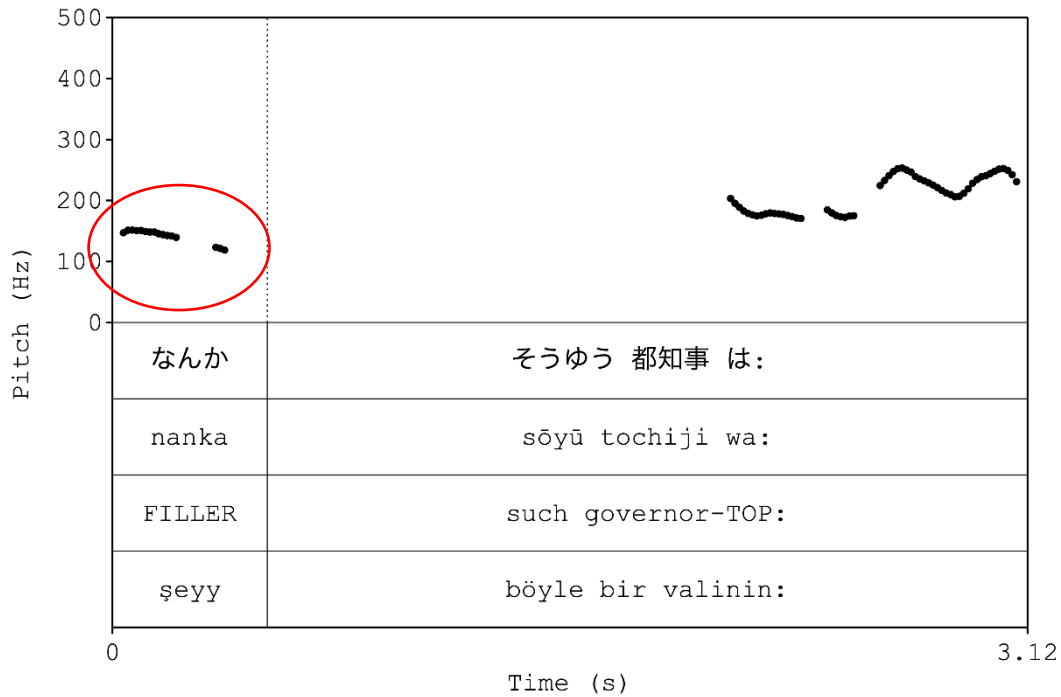 500
400
300
200
100
0
Pitch (Hz)
なんか そうゆう 都知事 は:
nanka sōyū tochiji wa:
FILLER such governor-TOP:
şeyy böyle bir valinin:
0 3.12
Time (s)